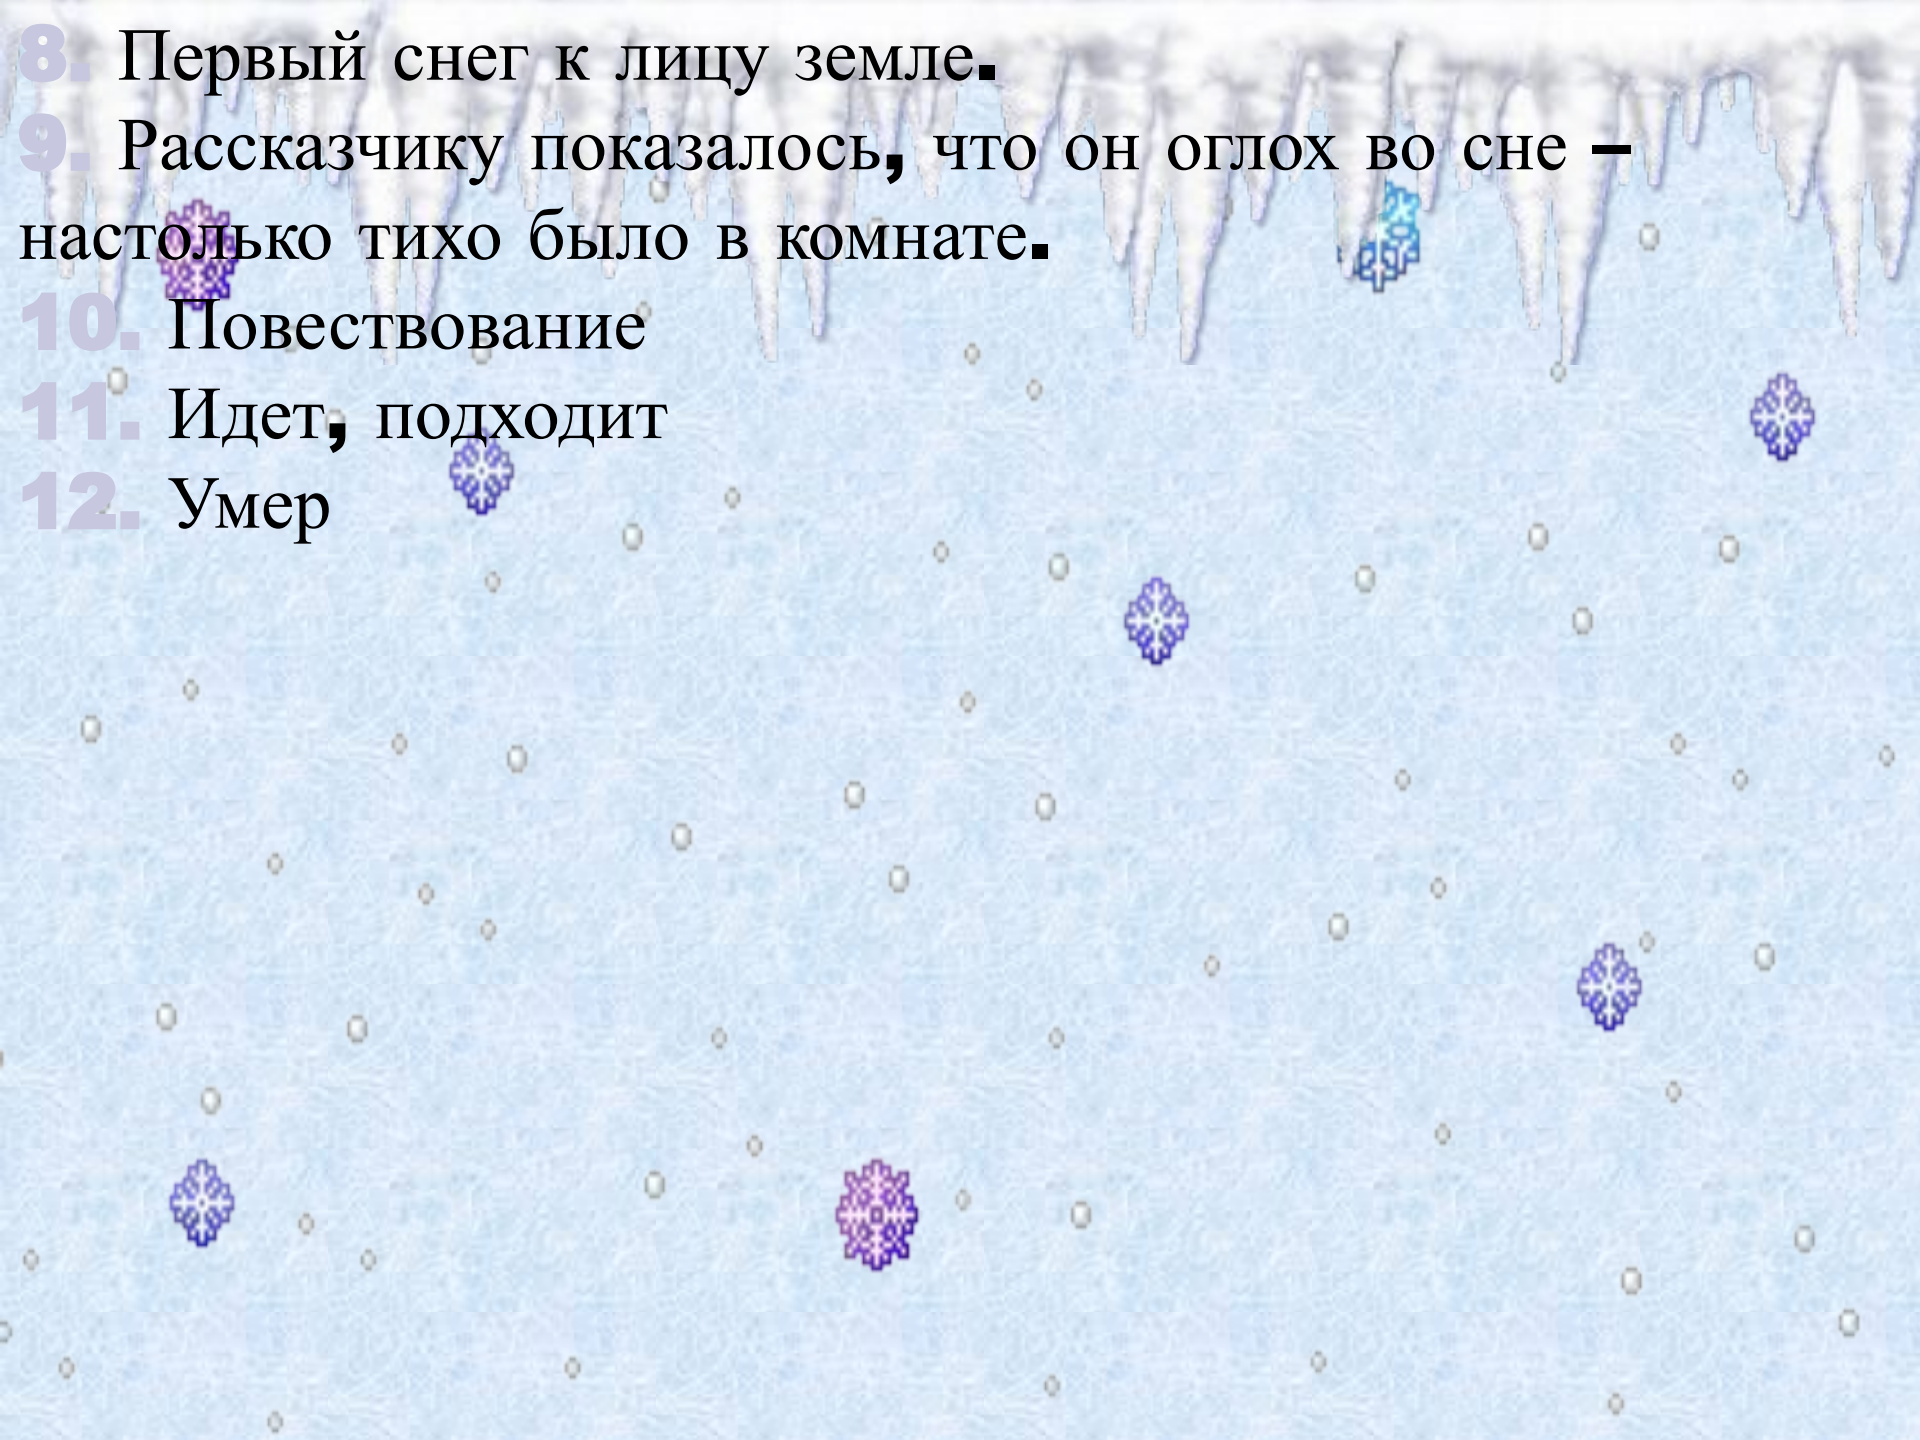 8. Первый снег к лицу земле.
9. Рассказчику показалось, что он оглох во сне –
настолько тихо было в комнате.
10. Повествование
11. Идет, подходит
12. Умер